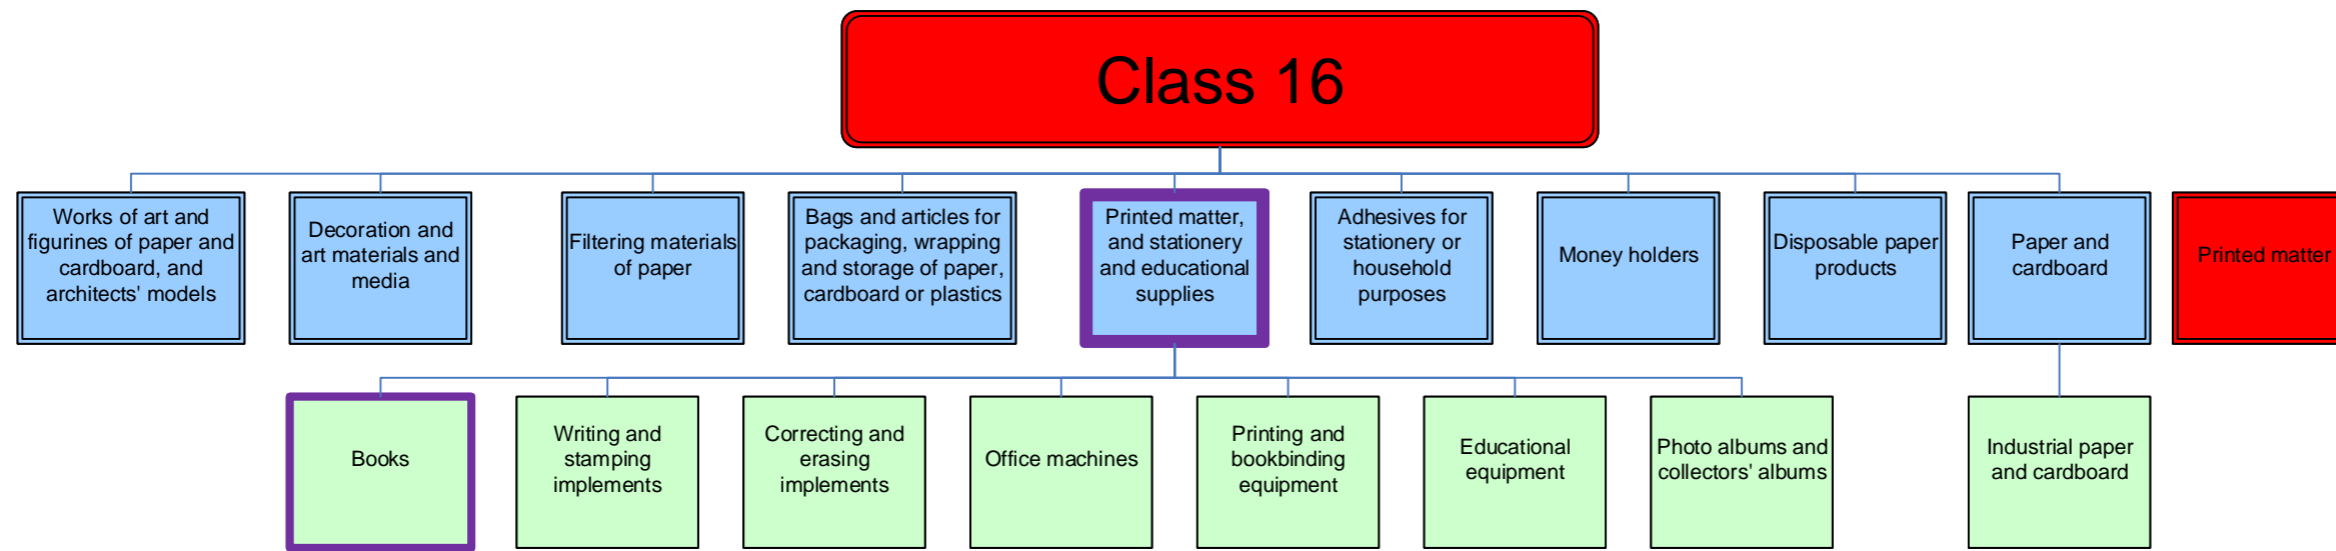 Class 16
Works of art and
figurines of paper and
cardboard, and
architects' models
Decoration and
art materials and
media
Filtering materials
of paper
Bags and articles for
packaging, wrapping
and storage of paper,
cardboard or plastics
Printed matter,
and stationery
and educational
supplies
Adhesives for
stationery or
household
purposes
Money holders
Disposable paper
products
Paper and
cardboard
Printed matter
Books
Writing and
stamping
implements
Correcting and
erasing
implements
Office machines
Printing and
bookbinding
equipment
Educational
equipment
Photo albums and
collectors' albums
Industrial paper
and cardboard